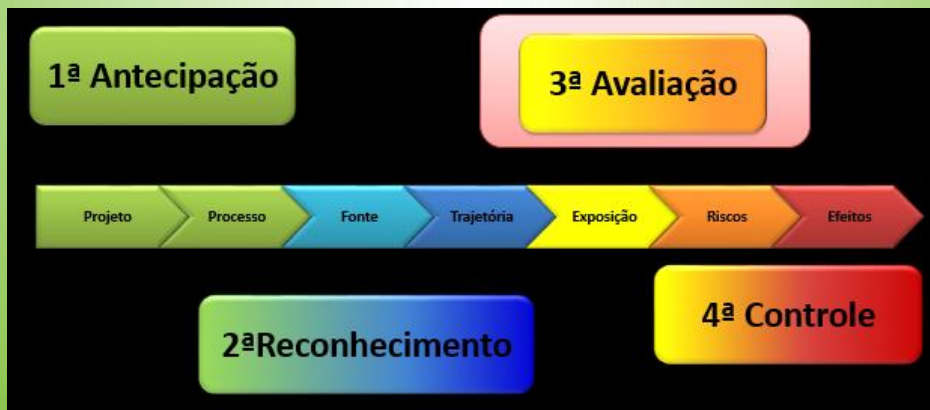 1ª Antecipação
3ª Avaliação
Projeto
Processo
Fonte
Trajetória
Exposição
Riscos
Efeitos
2ªReconhecimento
4ª Controle